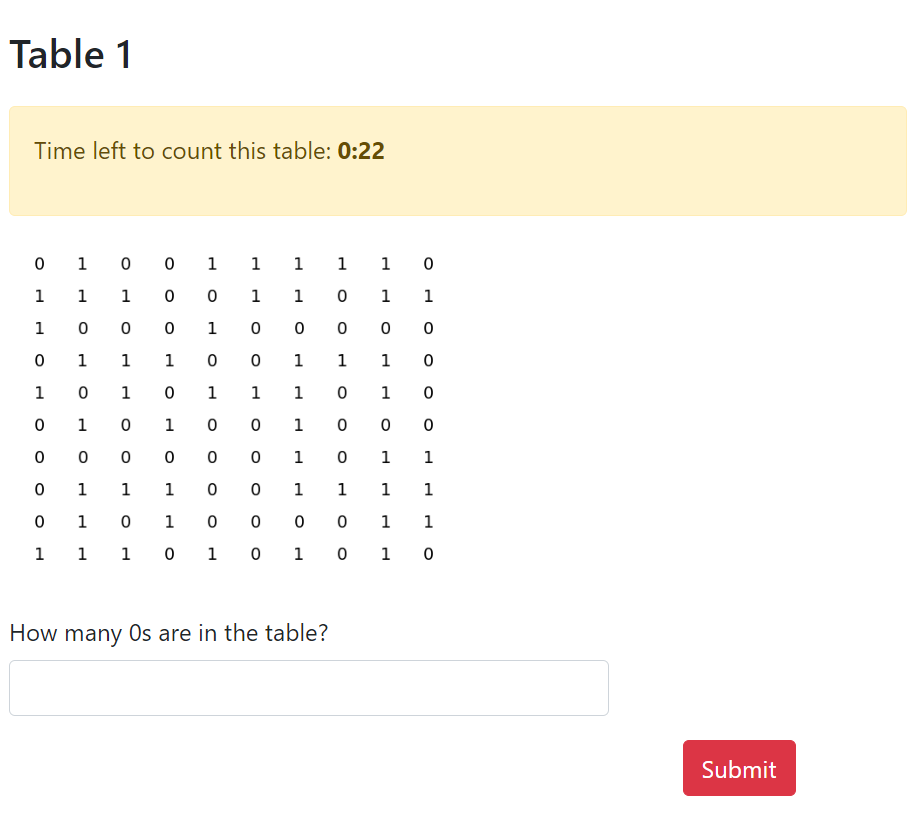 Table 1
Time left to count this table: 0:22
0 1 0 0 1 1 1 1 1 0
1 1 1 0 0 1 1 0 1 1
1 0 0 0 1 0 0 0 0 0
0 1 1 1 0 0 1 1 1 0
1 0 1 0 1 1 1 0 1 0
0 1 0 1 0 0 1 0 0 0
0 0 0 0 0 0 1 0 1 1
0 1 1 1 0 0 1 1 1 1
0 1 0 1 0 0 0 0 1 1
1 1 1 0 1 0 1 0 1 0
How many 0s are in the table?
Submit